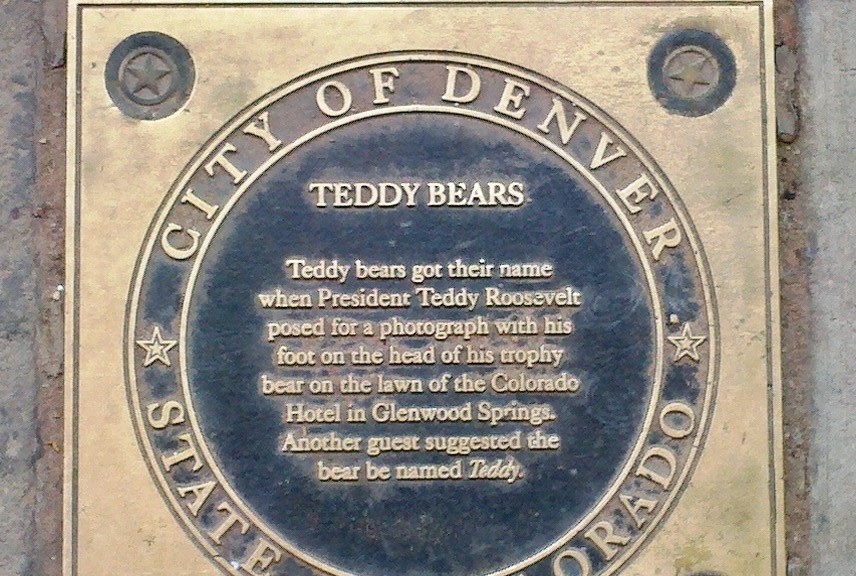 CITY OF DENVER
TEDDY BEARS
Teddy bears got their name
when President Teddy Roosevelt
posed for a photograph with his
foot on the head of his trophy
bear on the lawn of the Colorado
Hotel in Glenwood Springs.
Another guest suggested the
bear be named Teddy.
STATE
ORADO